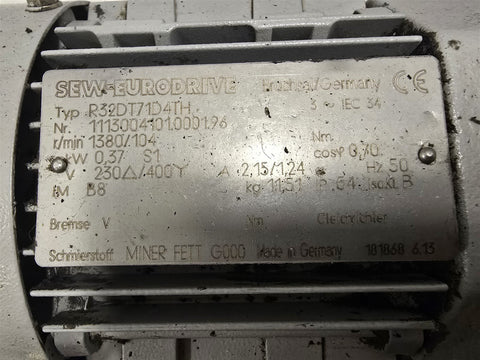 SEW-EURODRIVE Bruchsal/Germany CE
Typ R32DT71D4TH 3 ~ IEC 34
Nr. 1113004101.0001.96
r/min 1380/104 Nm
kW 0,37 S1 cosφ 0,70
V 230△/400Y A 2,15/1,24 Hz 50
IM B8 kg 11,51 IP 54 Iso.Kl. B
Bremse V Nm Gleichrichter
Schmierstoff MINER FETT G000 Made in Germany 181868 6.13